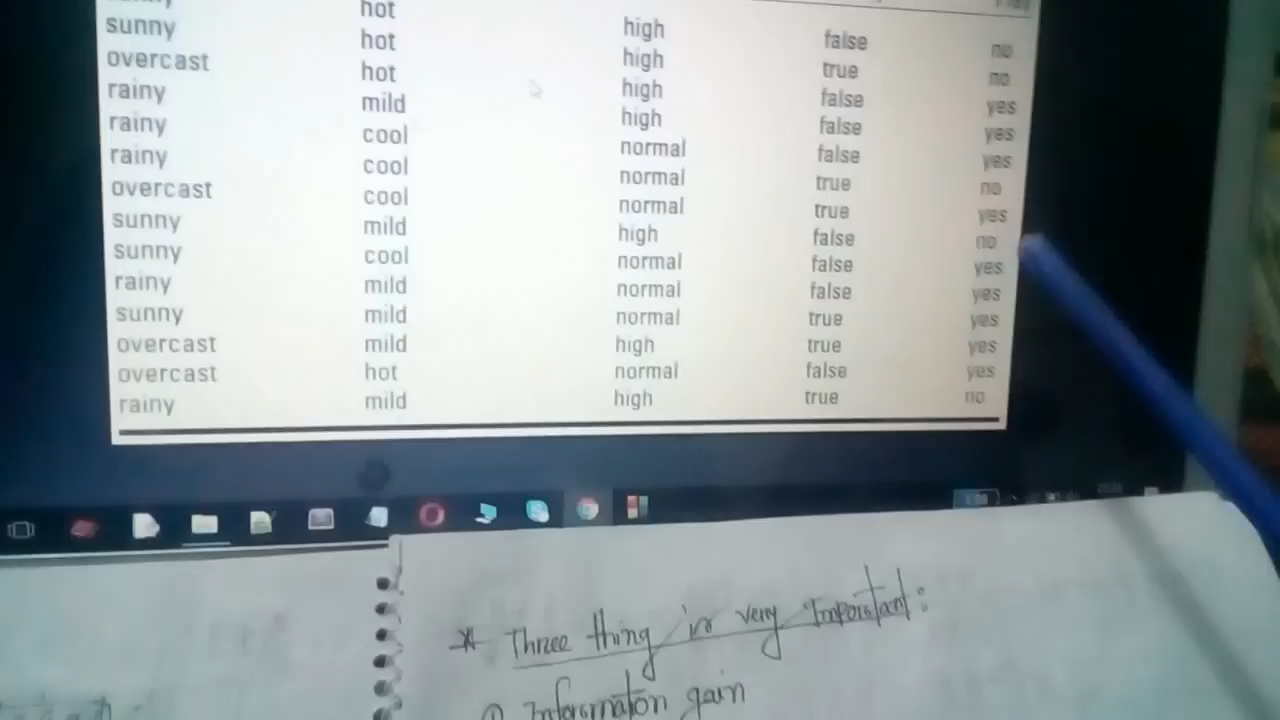 hot high false no
sunny hot high true no
overcast hot high false yes
rainy mild high false yes
rainy cool normal false yes
rainy cool normal true no
overcast cool normal true yes
sunny mild high false no
sunny cool normal false yes
rainy mild normal false yes
sunny mild normal true yes
overcast mild high true yes
overcast hot normal false yes
rainy mild high true no
* Three thing is very Important:
① Information gain